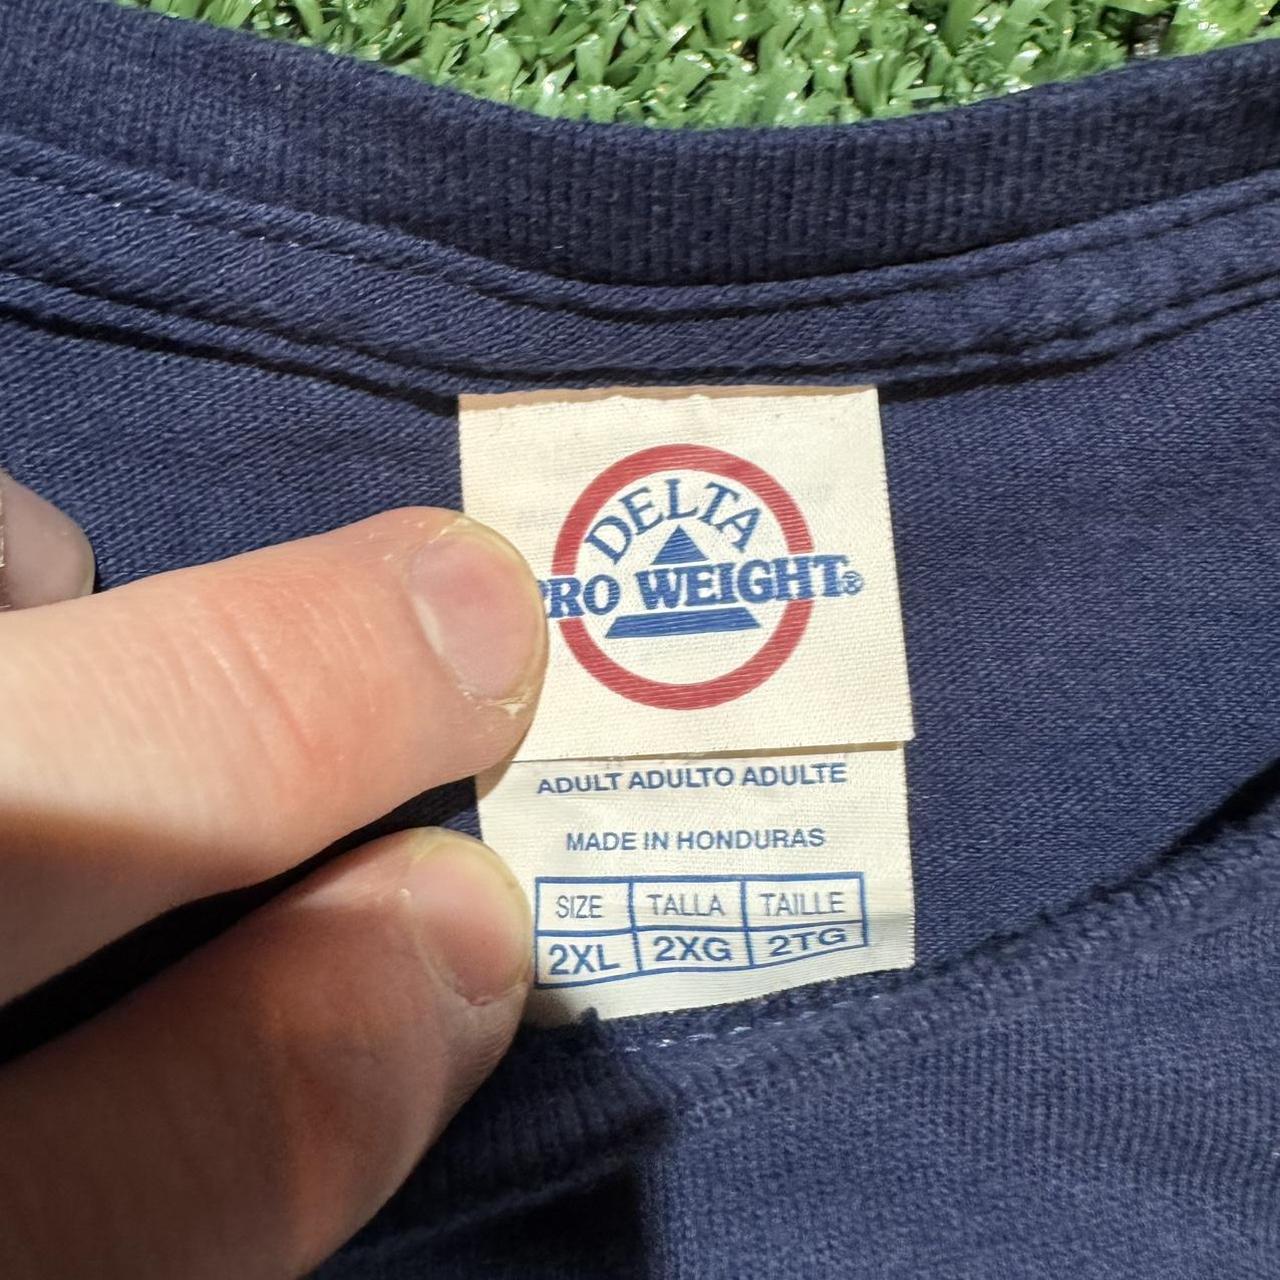 DELTA
PRO WEIGHT®
ADULT ADULTO ADULTE
MADE IN HONDURAS
SIZE TALLA TAILLE
2XL 2XG 2TG